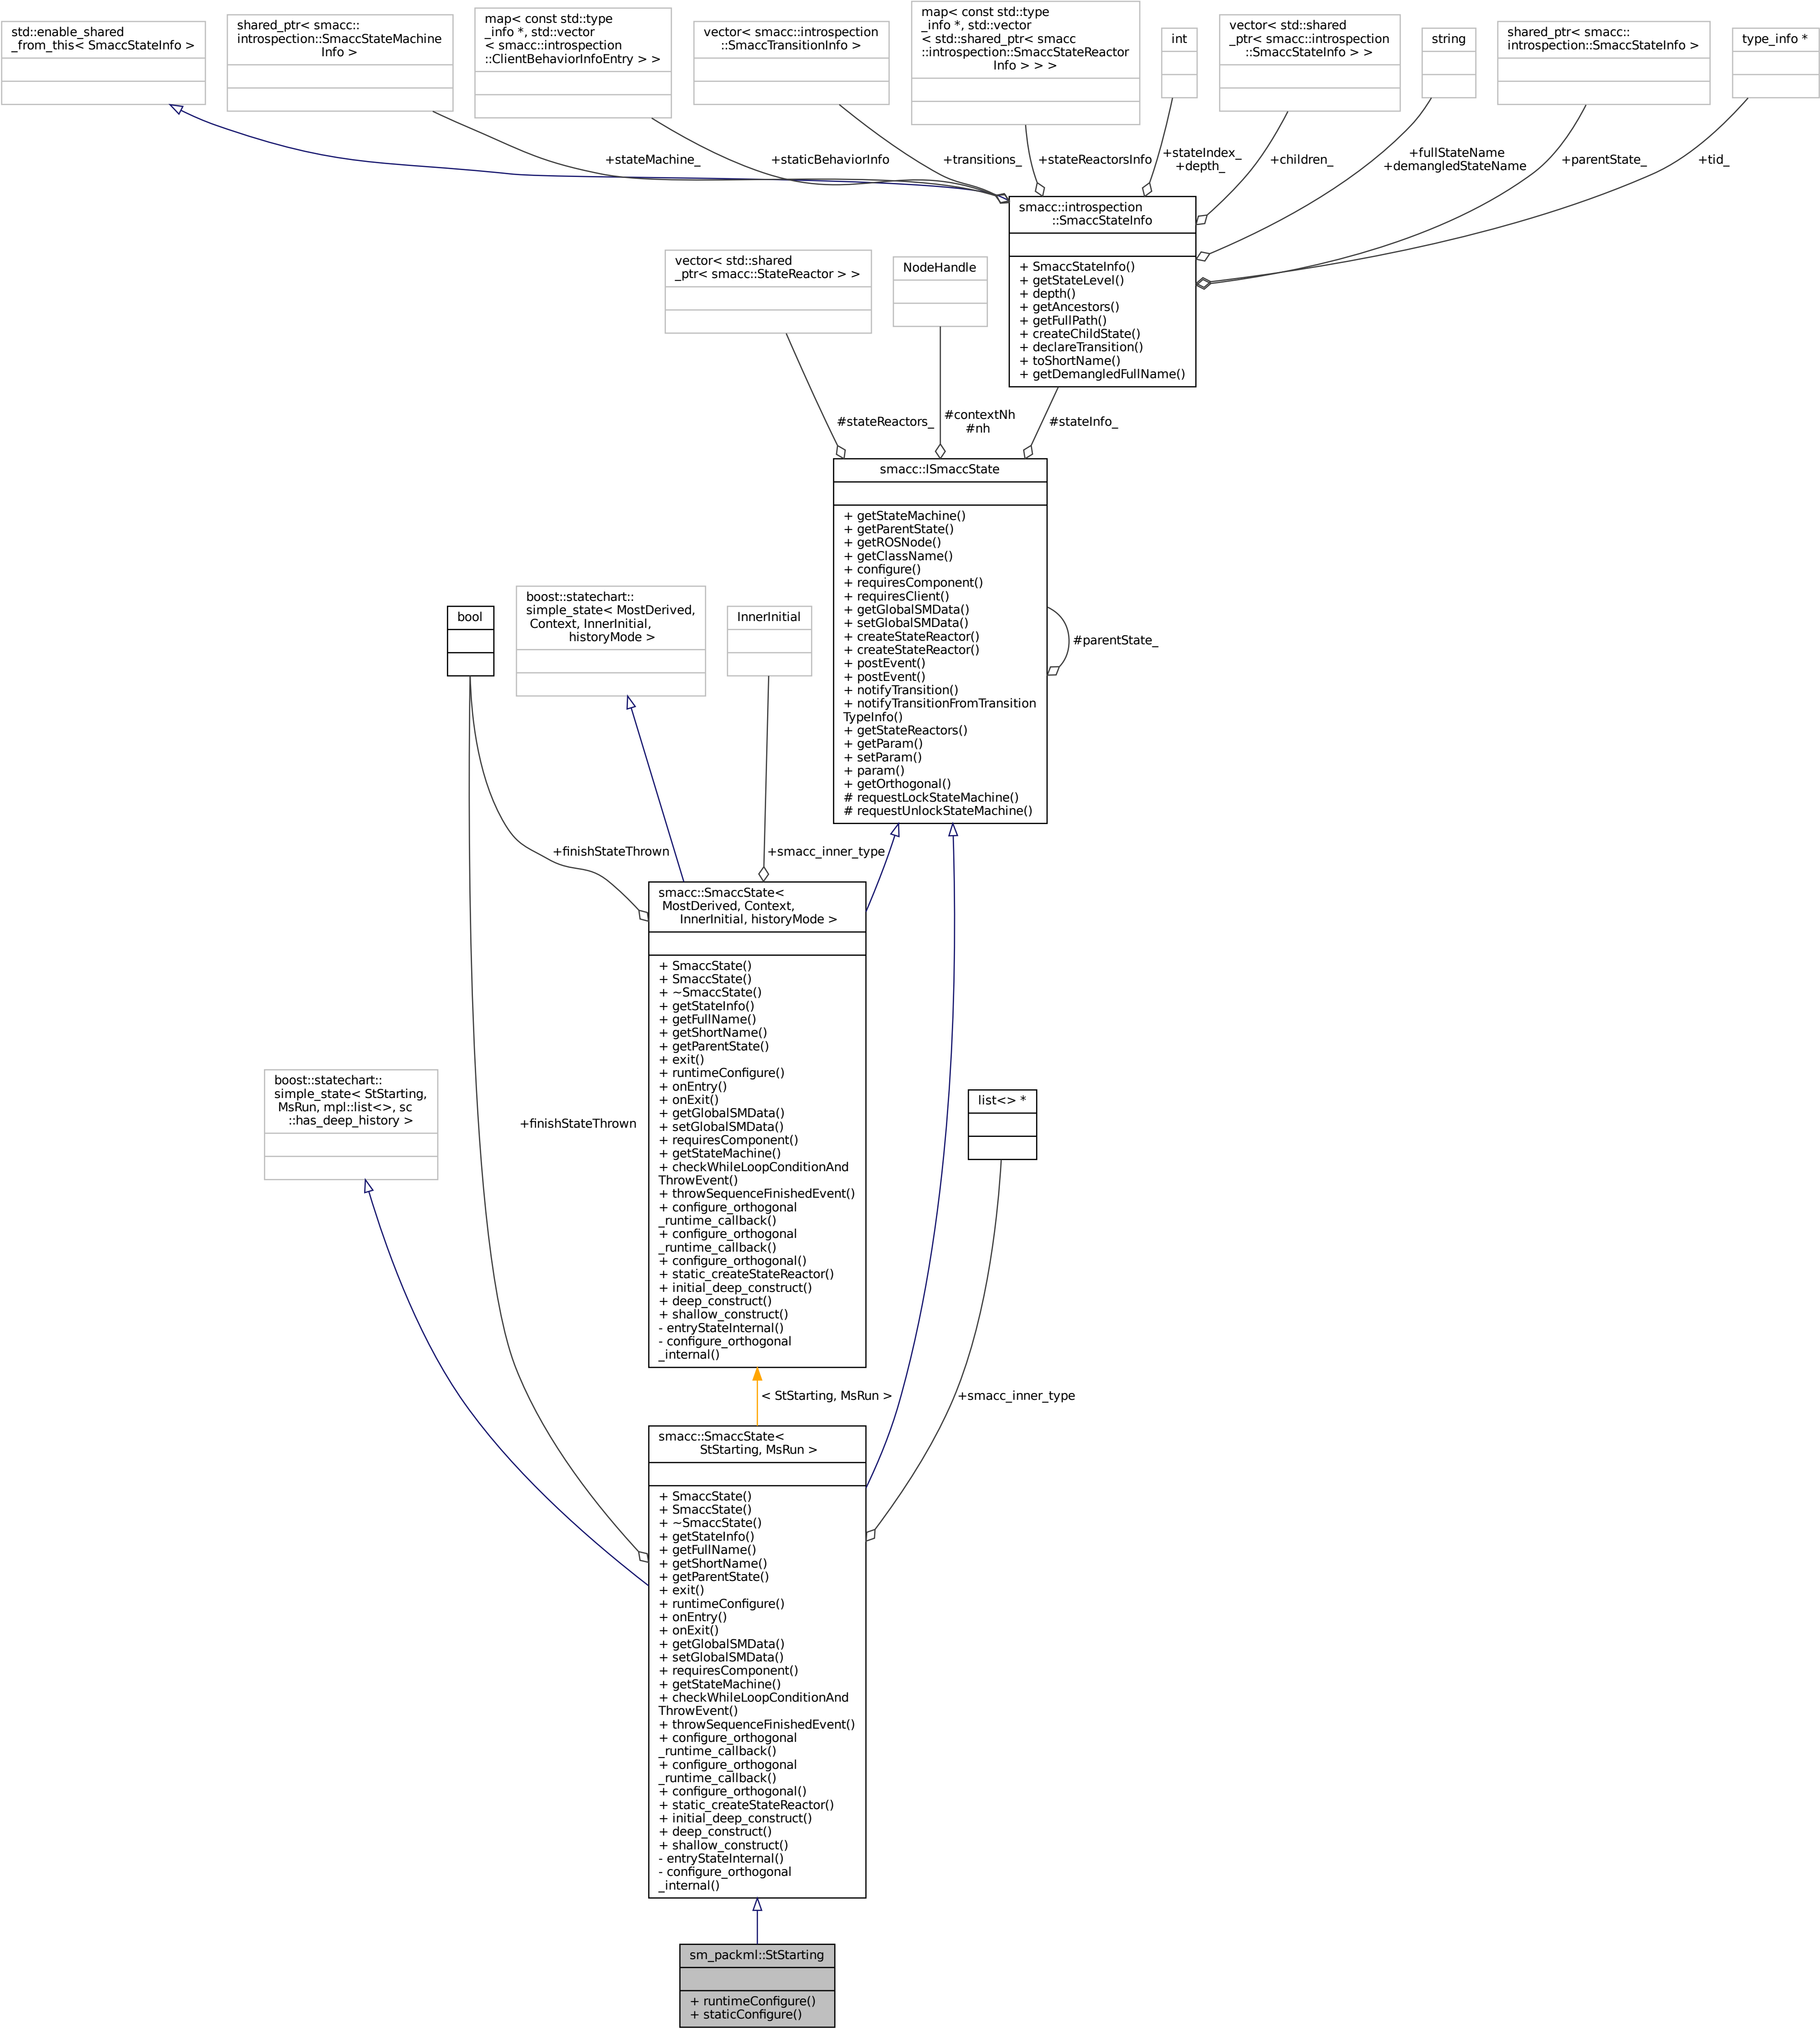 std::enable_shared
_from_this< SmaccStateInfo >
shared_ptr< smacc::
introspection::SmaccStateMachine
Info >
map< const std::type
_info *, std::vector
< smacc::introspection
::ClientBehaviorInfoEntry > >
vector< smacc::introspection
::SmaccTransitionInfo >
map< const std::type
_info *, std::vector
< std::shared_ptr< smacc
::introspection::SmaccStateReactor
Info > > >
int
vector< std::shared
_ptr< smacc::introspection
::SmaccStateInfo > >
string
shared_ptr< smacc::
introspection::SmaccStateInfo >
type_info *
+stateMachine_
+staticBehaviorInfo
+transitions_
+stateReactorsInfo
+stateIndex_
+depth_
+children_
+fullStateName
+demangledStateName
+parentState_
+tid_
smacc::introspection
::SmaccStateInfo
+ SmaccStateInfo()
+ getStateLevel()
+ depth()
+ getAncestors()
+ getFullPath()
+ createChildState()
+ declareTransition()
+ toShortName()
+ getDemangledFullName()
vector< std::shared
_ptr< smacc::StateReactor > >
NodeHandle
#stateReactors_
#contextNh
#nh
#stateInfo_
smacc::ISmaccState
+ getStateMachine()
+ getParentState()
+ getROSNode()
+ getClassName()
+ configure()
+ requiresComponent()
+ requiresClient()
+ getGlobalSMData()
+ setGlobalSMData()
+ createStateReactor()
+ createStateReactor()
+ postEvent()
+ postEvent()
+ notifyTransition()
+ notifyTransitionFromTransition
TypeInfo()
+ getStateReactors()
+ getParam()
+ setParam()
+ param()
+ getOrthogonal()
# requestLockStateMachine()
# requestUnlockStateMachine()
#parentState_
bool
boost::statechart::
simple_state< MostDerived,
Context, InnerInitial,
historyMode >
InnerInitial
+finishStateThrown
+smacc_inner_type
smacc::SmaccState<
MostDerived, Context,
InnerInitial, historyMode >
+ SmaccState()
+ SmaccState()
+ ~SmaccState()
+ getStateInfo()
+ getFullName()
+ getShortName()
+ getParentState()
+ exit()
+ runtimeConfigure()
+ onEntry()
+ onExit()
+ getGlobalSMData()
+ setGlobalSMData()
+ requiresComponent()
+ getStateMachine()
+ checkWhileLoopConditionAnd
ThrowEvent()
+ throwSequenceFinishedEvent()
+ configure_orthogonal
_runtime_callback()
+ configure_orthogonal
_runtime_callback()
+ configure_orthogonal()
+ static_createStateReactor()
+ initial_deep_construct()
+ deep_construct()
+ shallow_construct()
- entryStateInternal()
- configure_orthogonal
_internal()
boost::statechart::
simple_state< StStarting,
MsRun, mpl::list<>, sc
::has_deep_history >
+finishStateThrown
list<> *
< StStarting, MsRun >
+smacc_inner_type
smacc::SmaccState<
StStarting, MsRun >
+ SmaccState()
+ SmaccState()
+ ~SmaccState()
+ getStateInfo()
+ getFullName()
+ getShortName()
+ getParentState()
+ exit()
+ runtimeConfigure()
+ onEntry()
+ onExit()
+ getGlobalSMData()
+ setGlobalSMData()
+ requiresComponent()
+ getStateMachine()
+ checkWhileLoopConditionAnd
ThrowEvent()
+ throwSequenceFinishedEvent()
+ configure_orthogonal
_runtime_callback()
+ configure_orthogonal
_runtime_callback()
+ configure_orthogonal()
+ static_createStateReactor()
+ initial_deep_construct()
+ deep_construct()
+ shallow_construct()
- entryStateInternal()
- configure_orthogonal
_internal()
sm_packml::StStarting
+ runtimeConfigure()
+ staticConfigure()